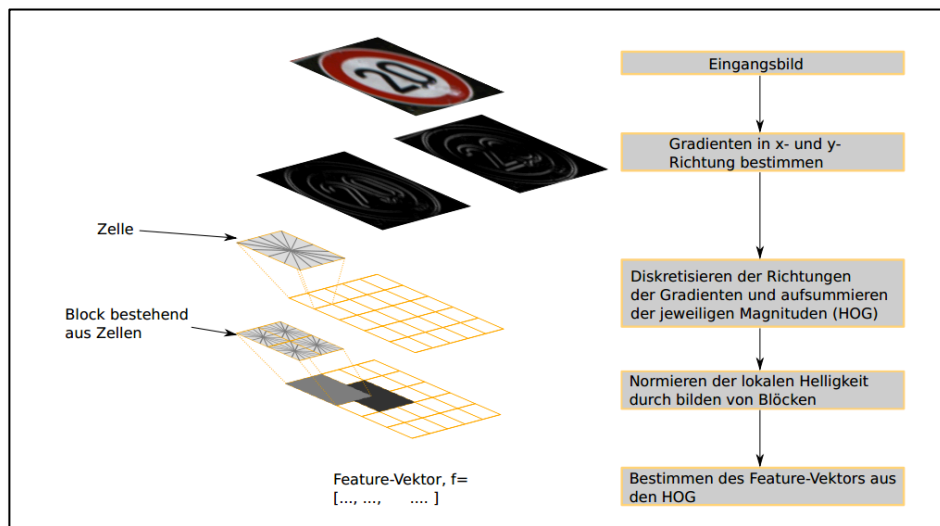 20
Eingangsbild
Gradienten in x- und y-
Richtung bestimmen
20
Zelle
Diskretisieren der Richtungen
der Gradienten und aufsummieren
der jeweiligen Magnituden (HOG)
Block bestehend
aus Zellen
Normieren der lokalen Helligkeit
durch bilden von Blöcken
Feature-Vektor, f=
[..., ..., .... ]
Bestimmen des Feature-Vektors aus
den HOG